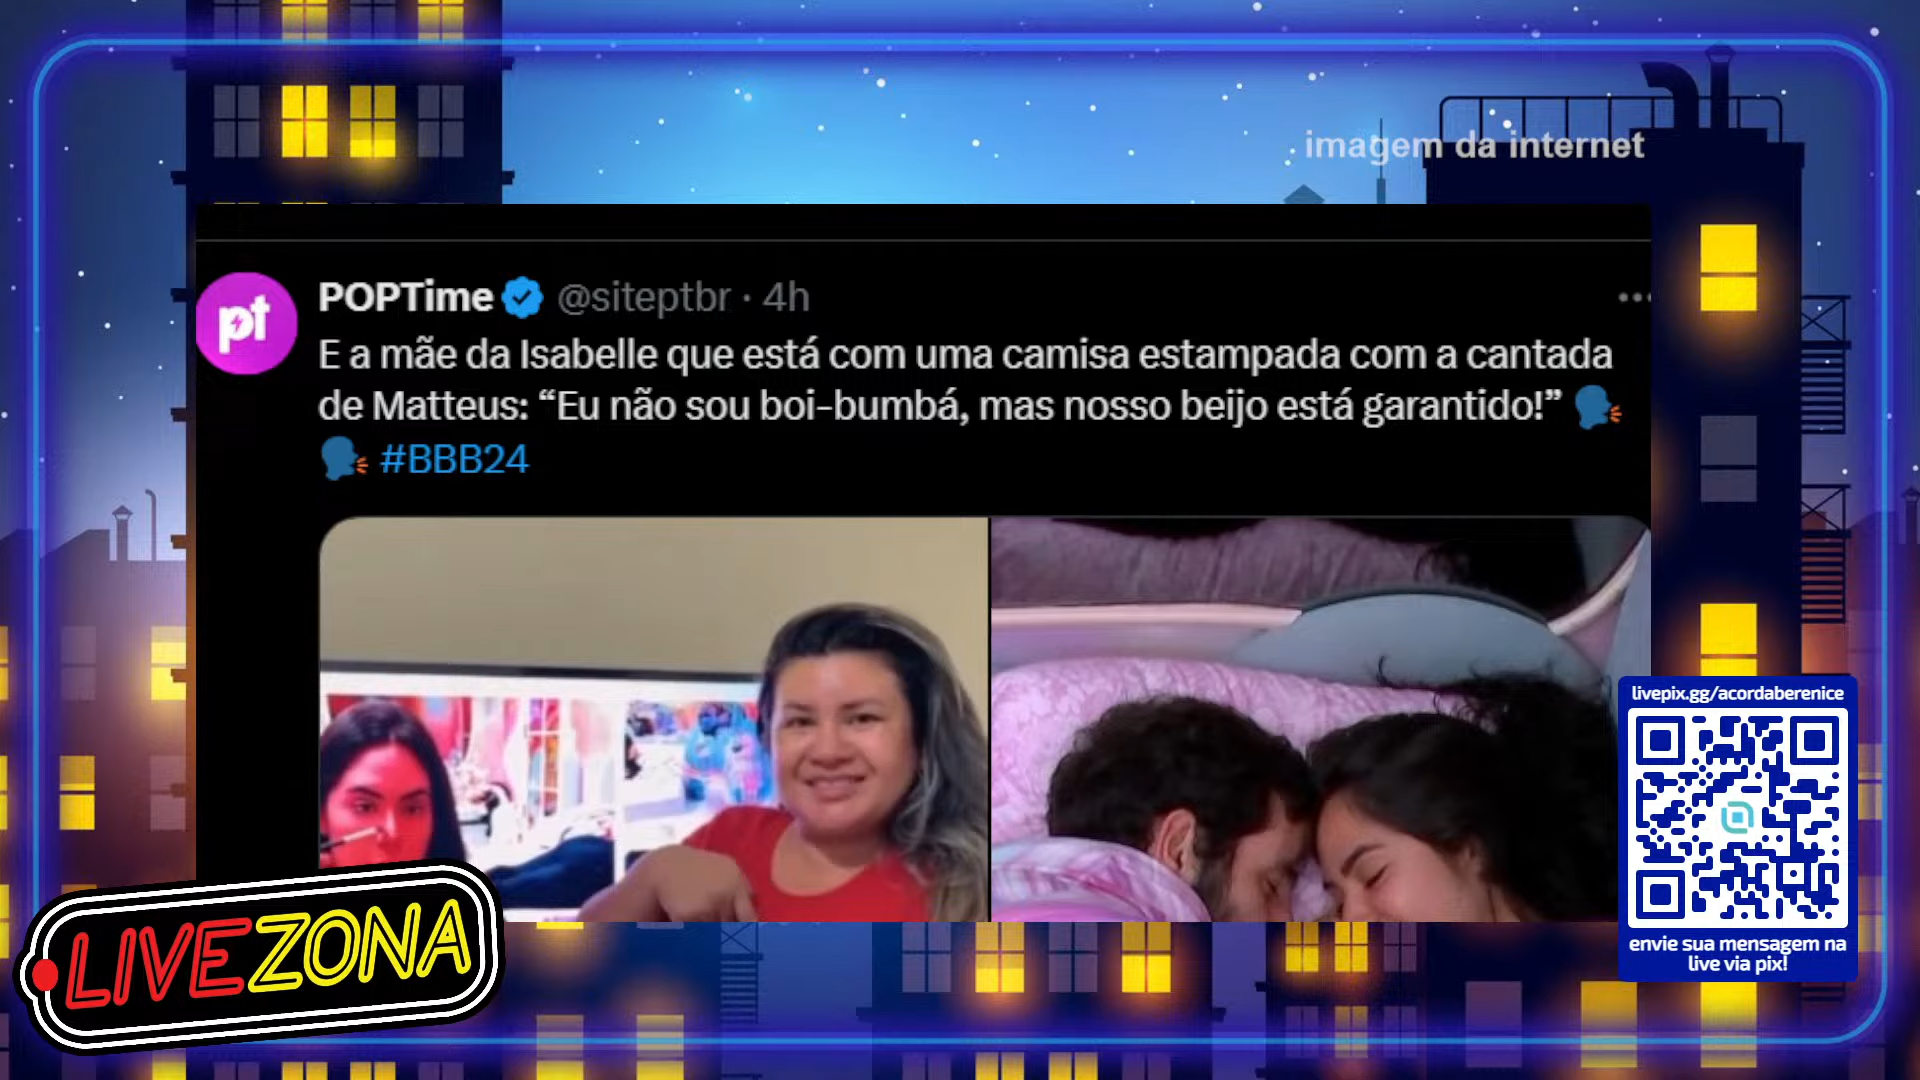 imagem da internet
POPTime @siteptbr · 4h
E a mãe da Isabelle que está com uma camisa estampada com a cantada
de Matteus: “Eu não sou boi-bumbá, mas nosso beijo está garantido!” 🗣
🗣 #BBB24
pt
livepix.gg/acordaberenice
envie sua mensagem na
live via pix!
LIVEZONA